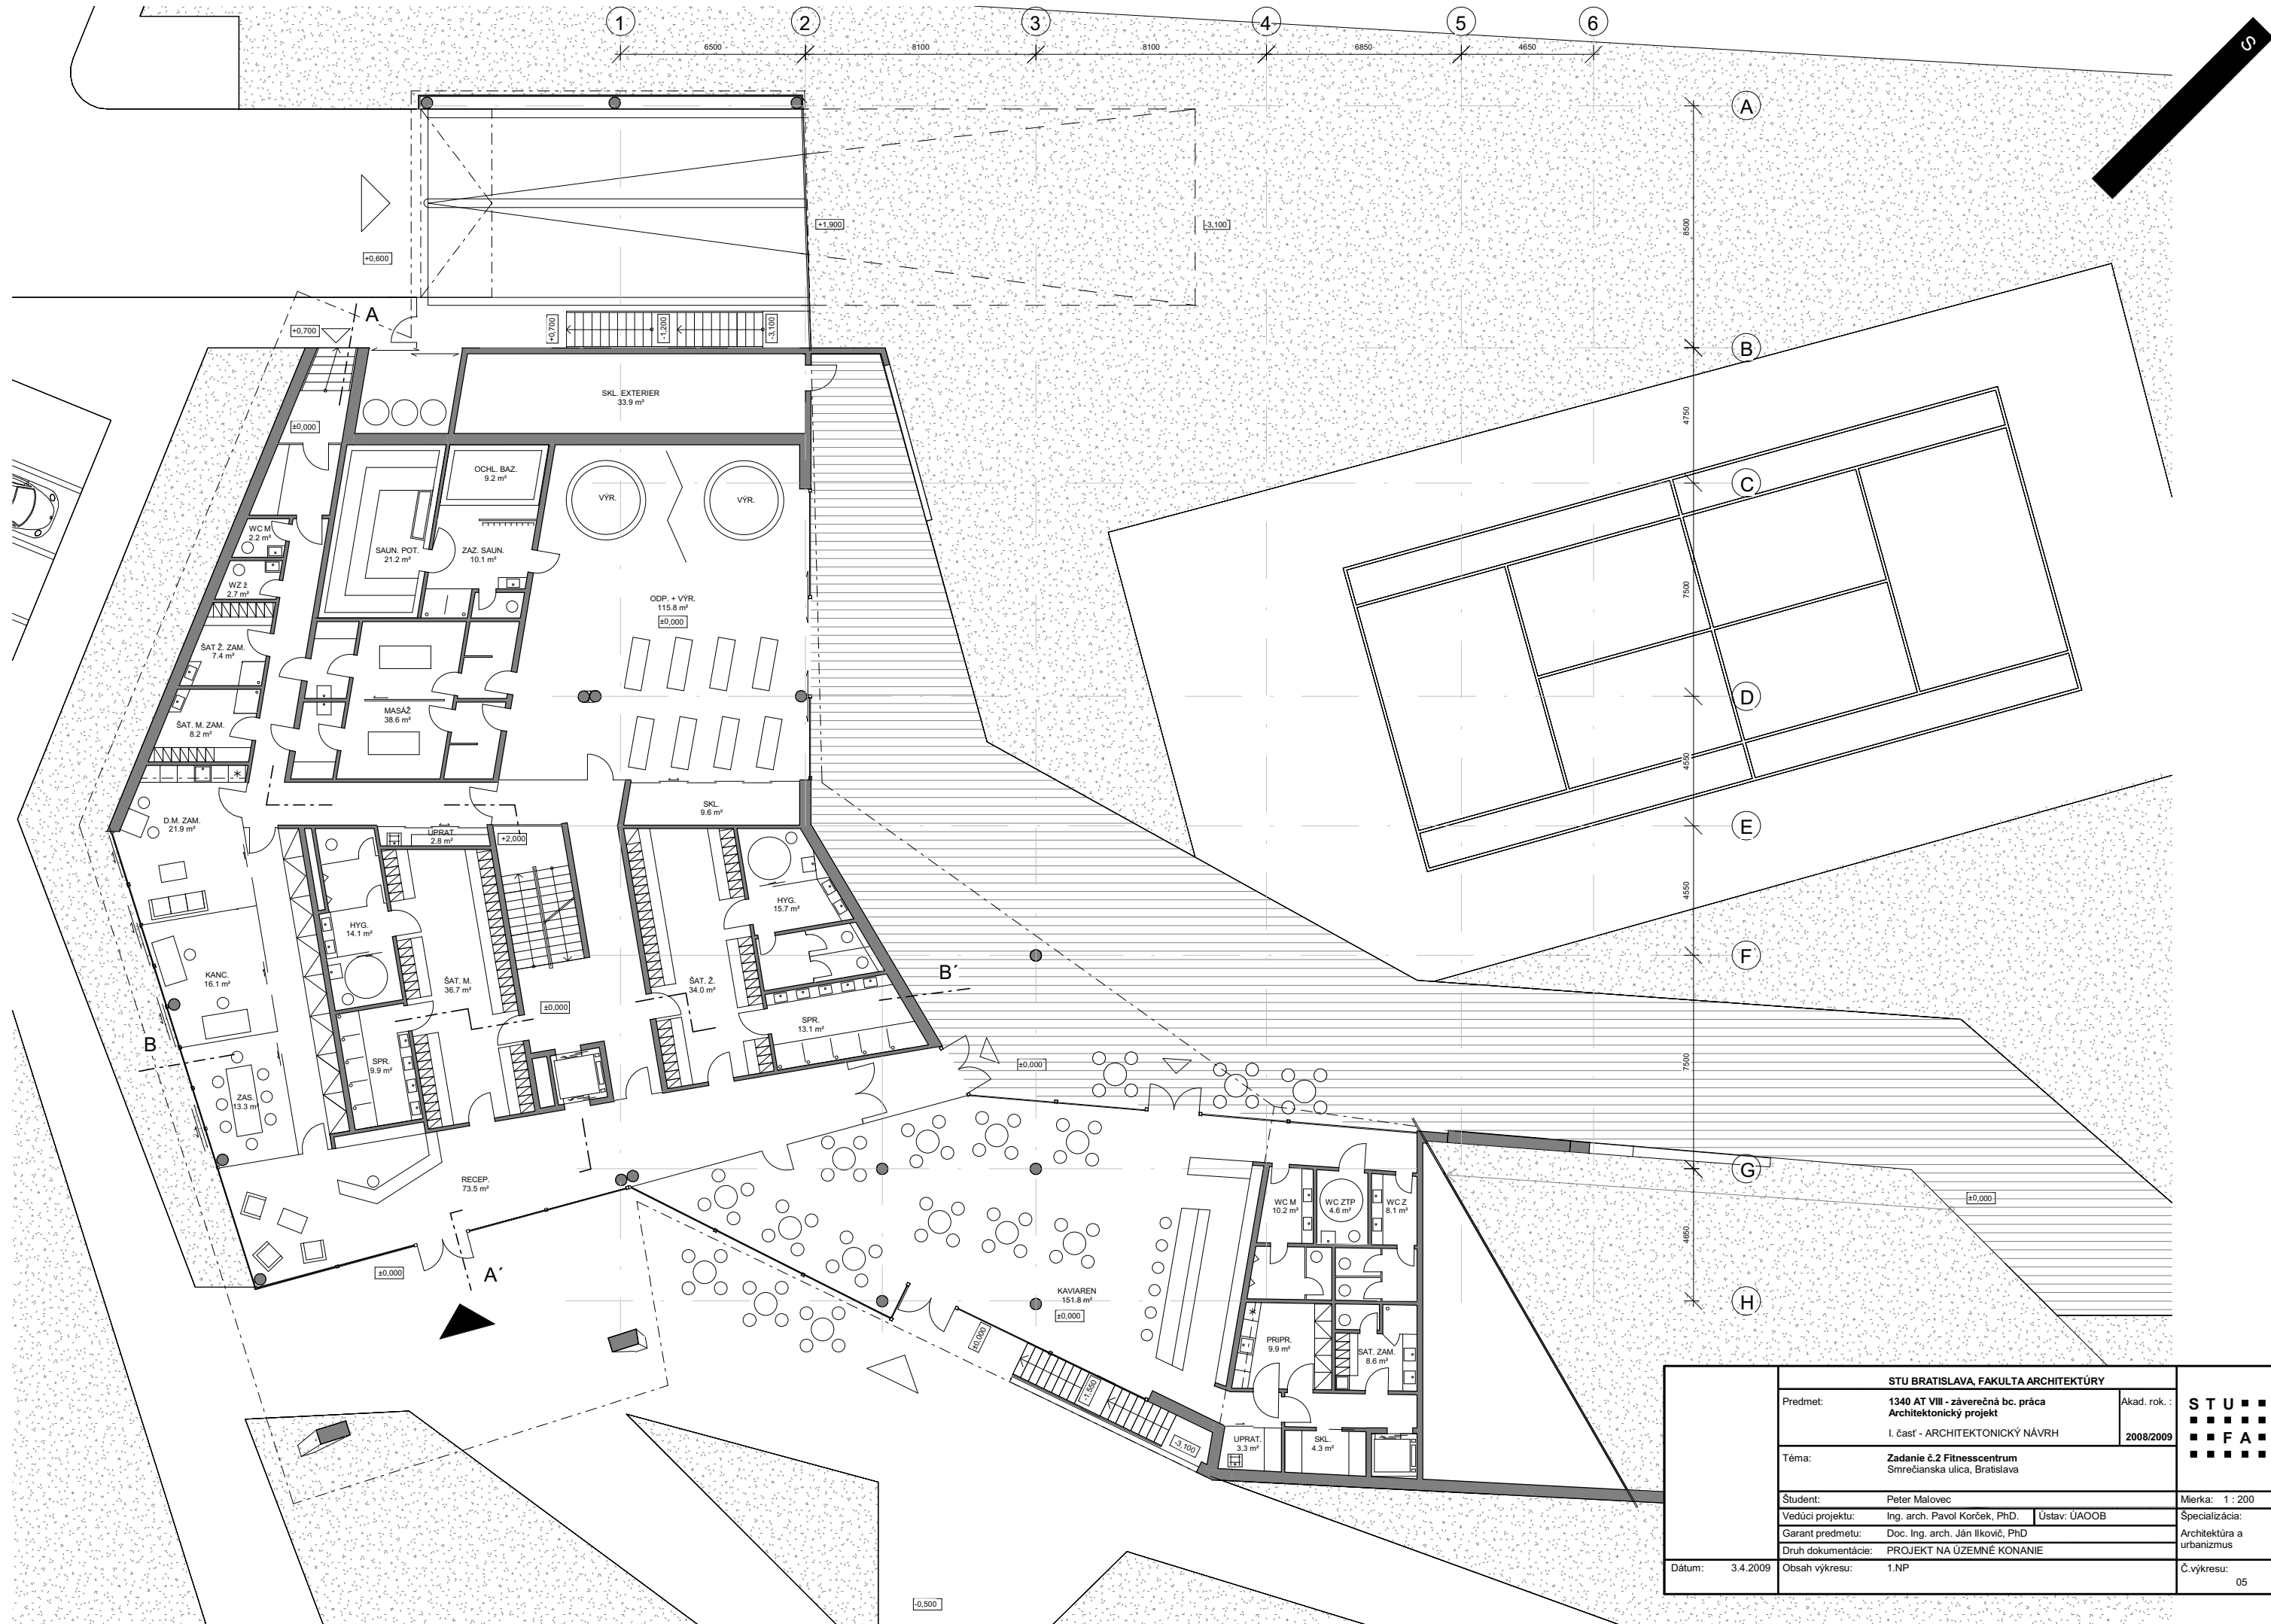 1
2
3
4
5
6
6500
8100
8100
6850
4650
S
A
B
C
D
E
F
G
H
8500
4750
7500
4550
4550
7500
4650
+0,600
+1,900
-3,100
+0,700
A
+0,700
-1,200
-3,100
SKL. EXTERIER
33.9 m²
±0,000
OCHL. BAZ.
9.2 m²
VÝR.
VÝR.
WC M
2.2 m²
SAUN. POT.
21.2 m²
ZAZ. SAUN.
10.1 m²
WZ ž
2.7 m²
ODP. + VÝR.
115.8 m²
±0,000
ŠAT Ž. ZAM.
7.4 m²
MASÁŽ
38.6 m²
ŠAT. M. ZAM.
8.2 m²
SKL.
9.6 m²
D.M. ZAM.
21.9 m²
UPRAT.
2.8 m²
+2,000
HYG.
15.7 m²
HYG.
14.1 m²
KANC.
16.1 m²
ŠAT. M.
36.7 m²
ŠAT. Ž.
34.0 m²
B´
±0,000
SPR.
13.1 m²
B
SPR.
9.9 m²
ZAS.
13.3 m²
±0,000
RECEP.
73.5 m²
WC M
10.2 m²
WC ZTP
4.6 m²
WC Z
8.1 m²
±0,000
±0,000
A´
KAVIAREN
151.8 m²
±0,000
±0,000
PRIPR.
9.9 m²
SAT. ZAM.
8.6 m²
-1,550
-3,100
UPRAT.
3.3 m²
SKL.
4.3 m²
-0,500
STU BRATISLAVA, FAKULTA ARCHITEKTÚRY
Predmet: 1340 AT VIII - záverečná bc. práca
Architektonický projekt
I. časť - ARCHITEKTONICKÝ NÁVRH
Akad. rok. :
2008/2009
S T U
F A
Téma: Zadanie č.2 Fitnesscentrum
Smrečianska ulica, Bratislava
Študent: Peter Malovec
Mierka: 1 : 200
Vedúci projektu: Ing. arch. Pavol Korček, PhD. Ústav: ÚAOOB
Špecializácia:
Architektúra a
urbanizmus
Garant predmetu: Doc. Ing. arch. Ján Ilkovič, PhD
Druh dokumentácie: PROJEKT NA ÚZEMNÉ KONANIE
Dátum: 3.4.2009 Obsah výkresu: 1.NP
Č.výkresu:
05